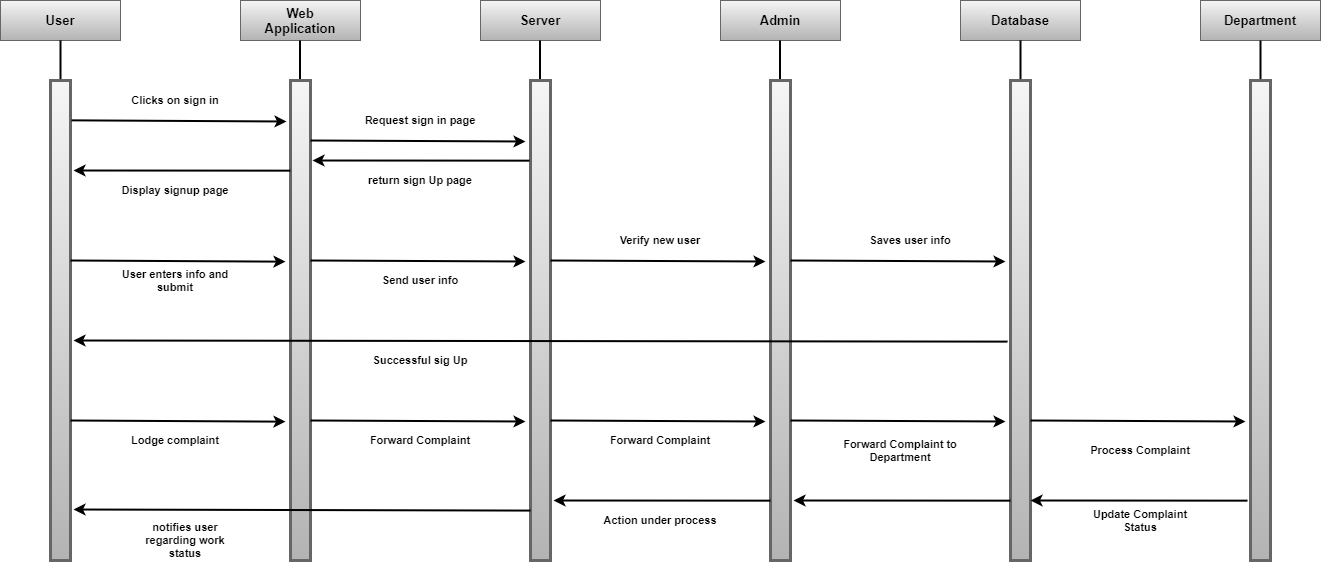 User
Web
Application
Server
Admin
Database
Department
Clicks on sign in
Request sign in page
return sign Up page
Display signup page
Verify new user
Saves user info
User enters info and
submit
Send user info
Successful sig Up
Lodge complaint
Forward Complaint
Forward Complaint
Forward Complaint to
Department
Process Complaint
Action under process
Update Complaint
Status
notifies user
regarding work
status